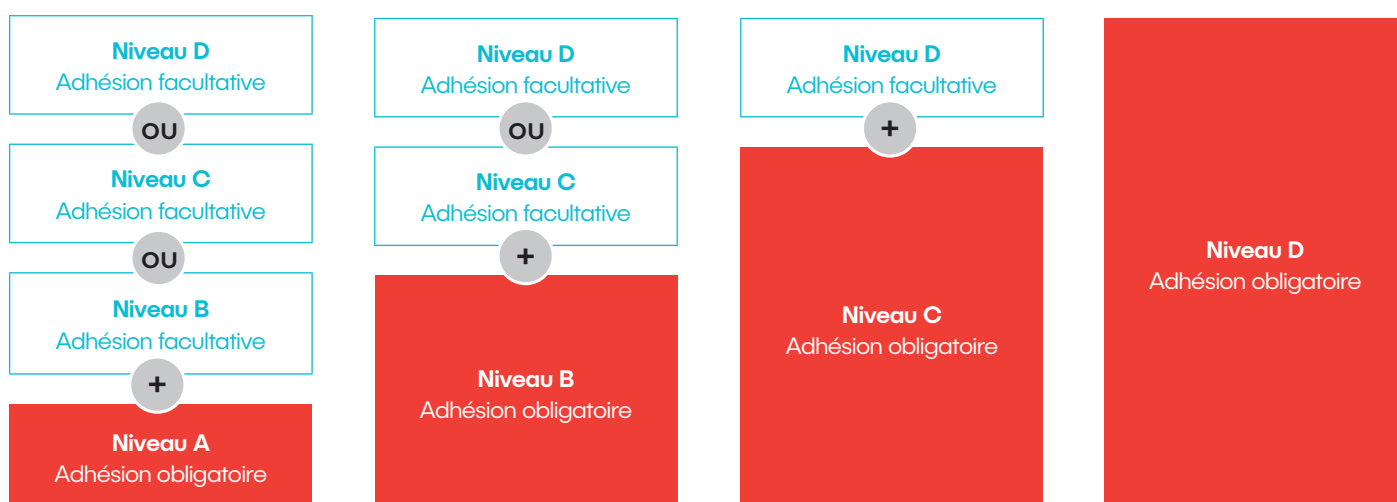 Niveau D
Adhésion facultative
OU
Niveau C
Adhésion facultative
OU
Niveau B
Adhésion facultative
+
Niveau A
Adhésion obligatoire
Niveau D
Adhésion facultative
OU
Niveau C
Adhésion facultative
+
Niveau B
Adhésion obligatoire
Niveau D
Adhésion facultative
+
Niveau C
Adhésion obligatoire
Niveau D
Adhésion obligatoire